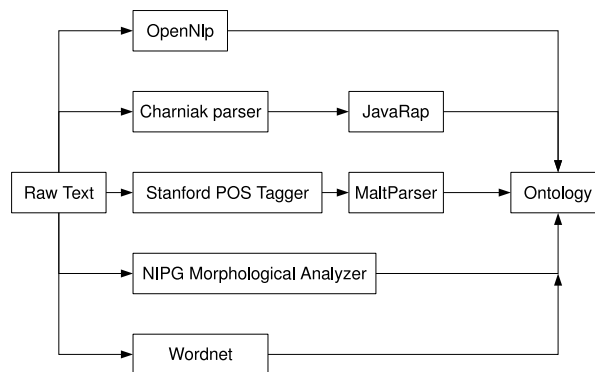 OpenNlp
Charniak parser
JavaRap
Raw Text
Stanford POS Tagger
MaltParser
Ontology
NIPG Morphological Analyzer
Wordnet